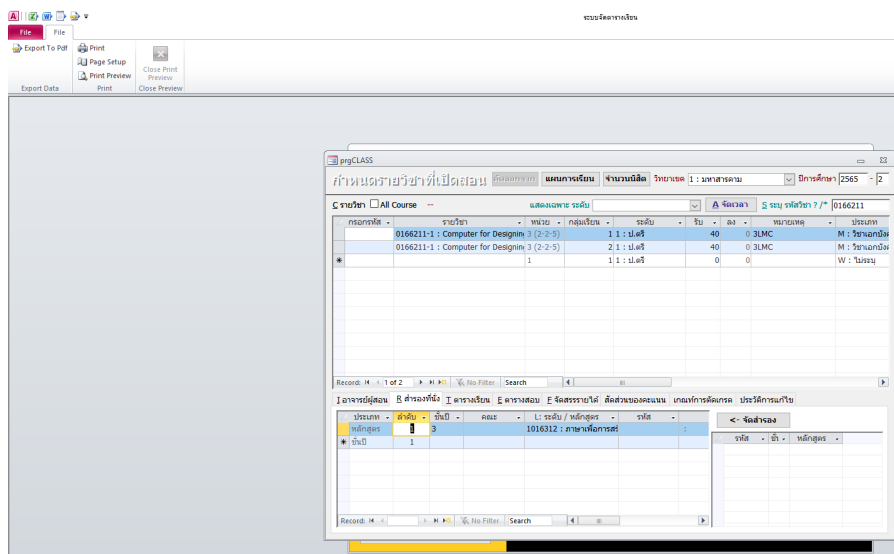 ระบบจัดตารางเรียน
File File
Export To Pdf
Print
Page Setup
Print Preview
Close Print Preview
Export Data Print Close Preview
prgCLASS
กำหนดรายวิชาที่เปิดสอน แผนการเรียน จำนวนนิสิต วิทยาเขต 1 : มหาสารคาม ปีการศึกษา 2565 - 2
C รายวิชา All Course -- แสดงเฉพาะ ระดับ A จัดเวลา S ระบุ รหัสวิชา ? /* 0166211
กรอกรหัส รายวิชา หน่วย กลุ่มเรียน ระดับ รับ ลง หมายเหตุ ประเภท
0166211-1 : Computer for Designing 3 (2-2-5) 1 1 : ป.ตรี 40 0 3LMC M : วิชาเอกบังค
0166211-1 : Computer for Designing 3 (2-2-5) 2 1 : ป.ตรี 40 0 3LMC M : วิชาเอกบังค
1 1 1 : ป.ตรี 0 0 W : ไม่ระบุ
Record: 1 of 2 No Filter Search
I อาจารย์ผู้สอน R สำรองที่นั่ง T ตารางเรียน E ตารางสอบ F จัดสรรรายได้ สัดส่วนของคะแนน เกณฑ์การตัดเกรด ประวัติการแก้ไข
ประเภท ลำดับ ชั้นปี คณะ L: ระดับ / หลักสูตร รหัส
หลักสูตร 1 3 1016312 : ภาษาเพื่อการสร้ :
ชั้นปี 1
<- จัดสำรอง
รหัส ชั้น หลักสูตร
Record: No Filter Search